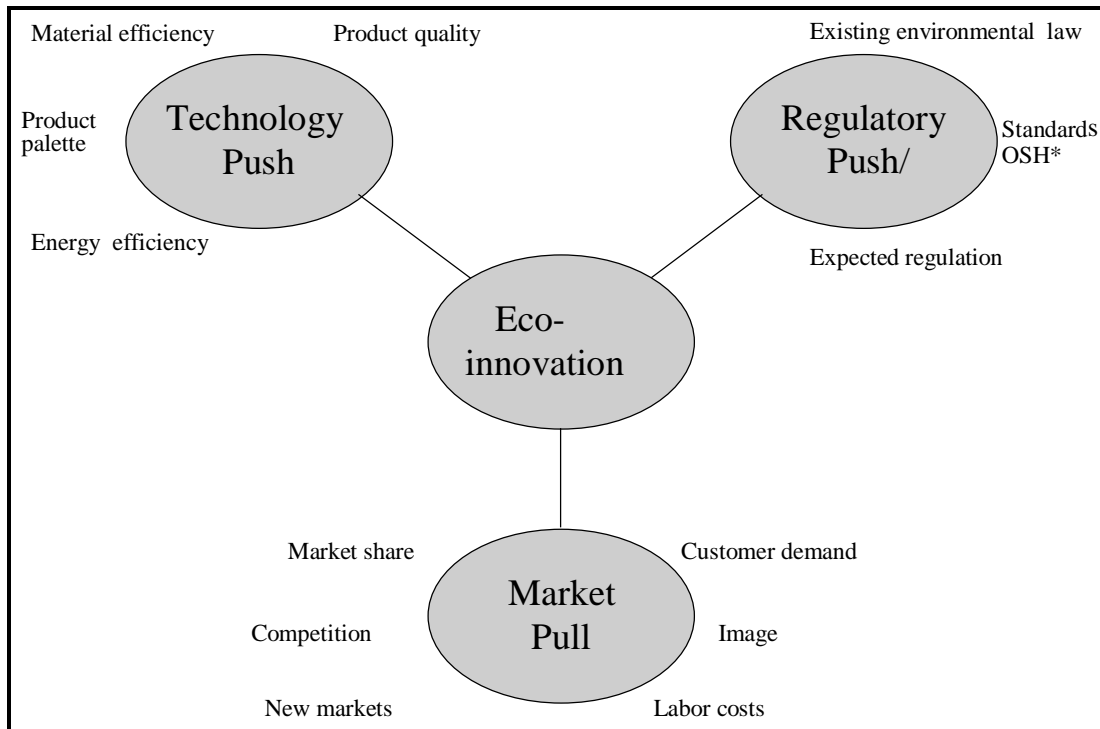 Material efficiency
Product quality
Existing environmental law
Technology
Push
Product
palette
Regulatory
Push/
Standards
OSH*
Energy efficiency
Expected regulation
Eco-
innovation
Market share
Customer demand
Market
Pull
Competition
Image
New markets
Labor costs